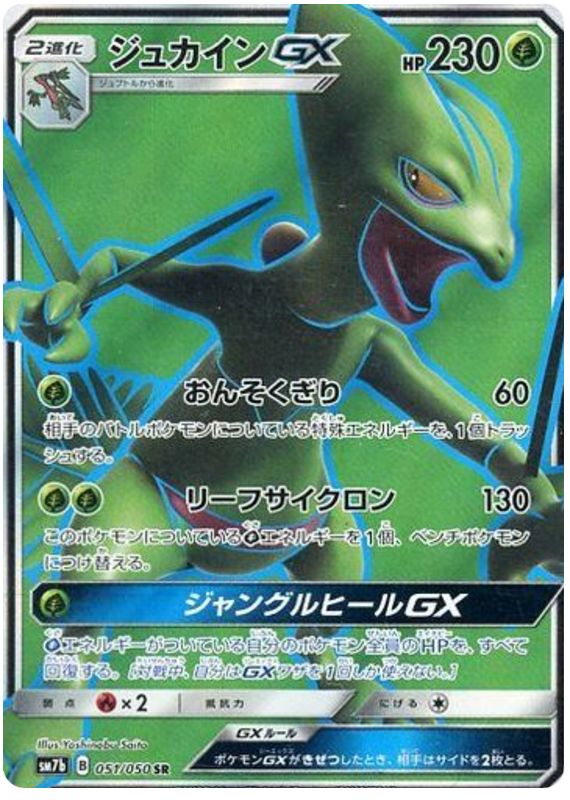 2進化 ジュカインGX HP230
ジュプトルから進化
おんそくぎり 60
相手のバトルポケモンについている特殊エネルギーを、1個トラッ
シュする。
リーフサイクロン 130
このポケモンについているエネルギーを1個、ベンチポケモン
につけ替える。
ジャングルヒールGX
エネルギーがついている自分のポケモン全員のHPを、すべて
回復する。[対戦中、自分はGXワザを1回しか使えない。]
弱点 ×2 抵抗力 にげる
Illus. Yoshinobu Saito
GXルール
SM7b B 051/050 SR
ポケモンGXがきぜつしたとき、相手はサイドを2枚とる。